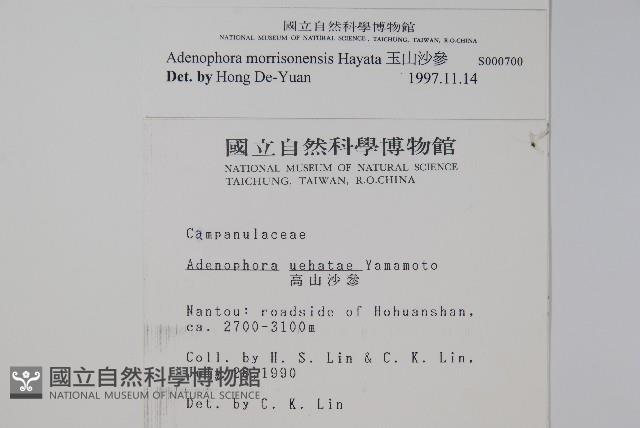 國立自然科學博物館
NATIONAL MUSEUM OF NATURAL SCIENCE, TAICHUNG, TAIWAN, R.O.CHINA
Adenophora morrisonensis Hayata 玉山沙參 S000700
Det. by Hong De-Yuan 1997.11.14
國立自然科學博物館
NATIONAL MUSEUM OF NATURAL SCIENCE
TAICHUNG, TAIWAN, R.O.CHINA
Campanulaceae
Adenophora uehatae Yamamoto
高山沙參
Nantou: roadside of Hohuanshan,
ca. 2700-3100m
Coll. by H. S. Lin & C. K. Lin,
1990
Det. by C. K. Lin
國立自然科學博物館
NATIONAL MUSEUM OF NATURAL SCIENCE